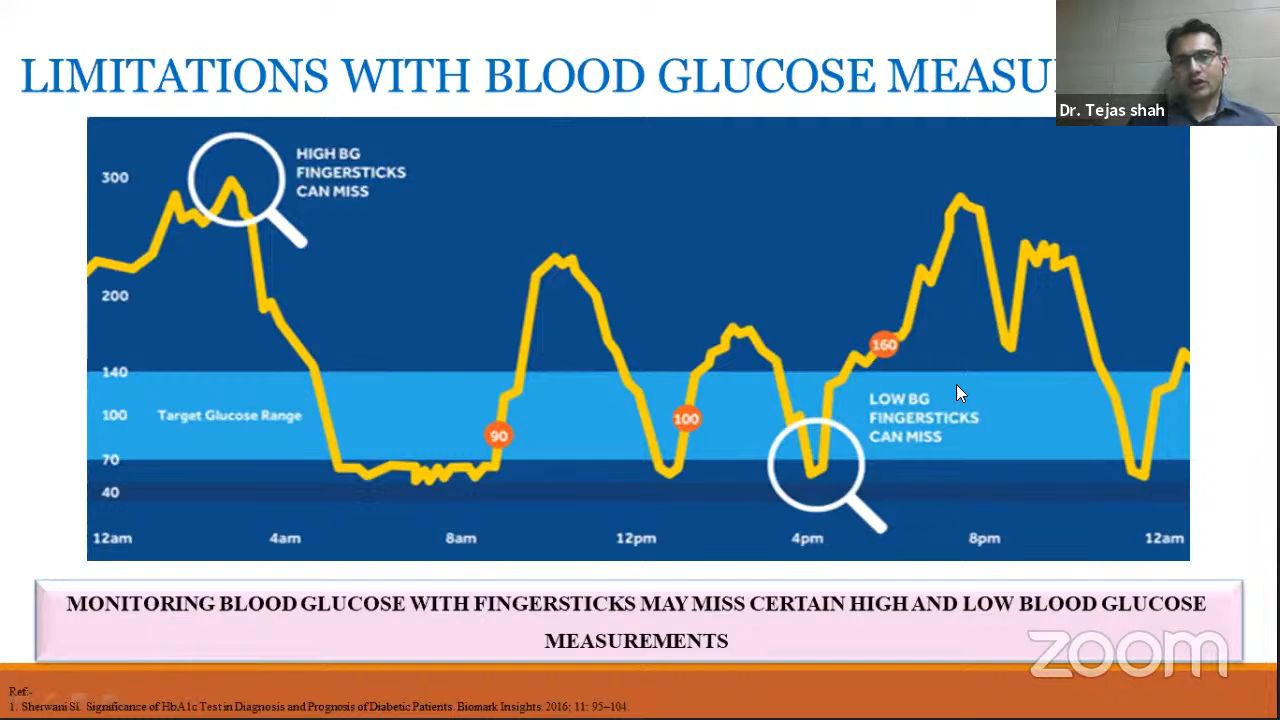 LIMITATIONS WITH BLOOD GLUCOSE
Dr. Tejas shah
300
HIGH BG
FINGERSTICKS
CAN MISS
200
140
160
100
Target Glucose Range
90
100
LOW BG
FINGERSTICKS
CAN MISS
70
40
12am
4am
8am
12pm
4pm
8pm
12am
MONITORING BLOOD GLUCOSE WITH FINGERSTICKS MAY MISS CERTAIN HIGH AND LOW BLOOD GLUCOSE
MEASUREMENTS
zoom
Ref:-
1. Sherwani SI. Significance of HbA1c Test in Diagnosis and Prognosis of Diabetic Patients. Biomark Insights. 2016; 11: 95–104.